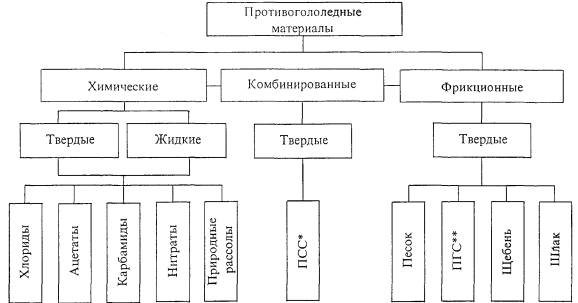 Противогололедные
материалы
Химические
Комбинированные
Фрикционные
Твердые
Жидкие
Твердые
Твердые
Хлориды
Ацетаты
Карбамиды
Нитраты
Природные
рассолы
ПСС*
Песок
ПГС**
Щебень
Шлак